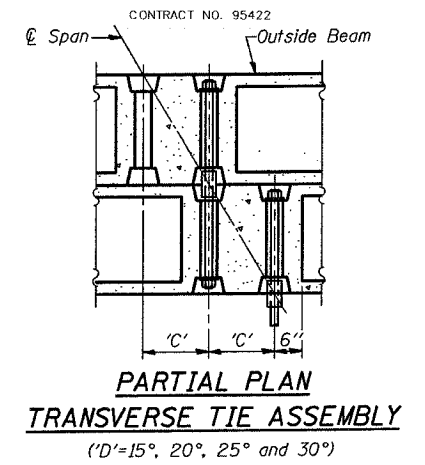 CONTRACT NO. 95422
℄ Span
Outside Beam
'C' 'C' 6"
PARTIAL PLAN
TRANSVERSE TIE ASSEMBLY
('D'=15°, 20°, 25° and 30°)